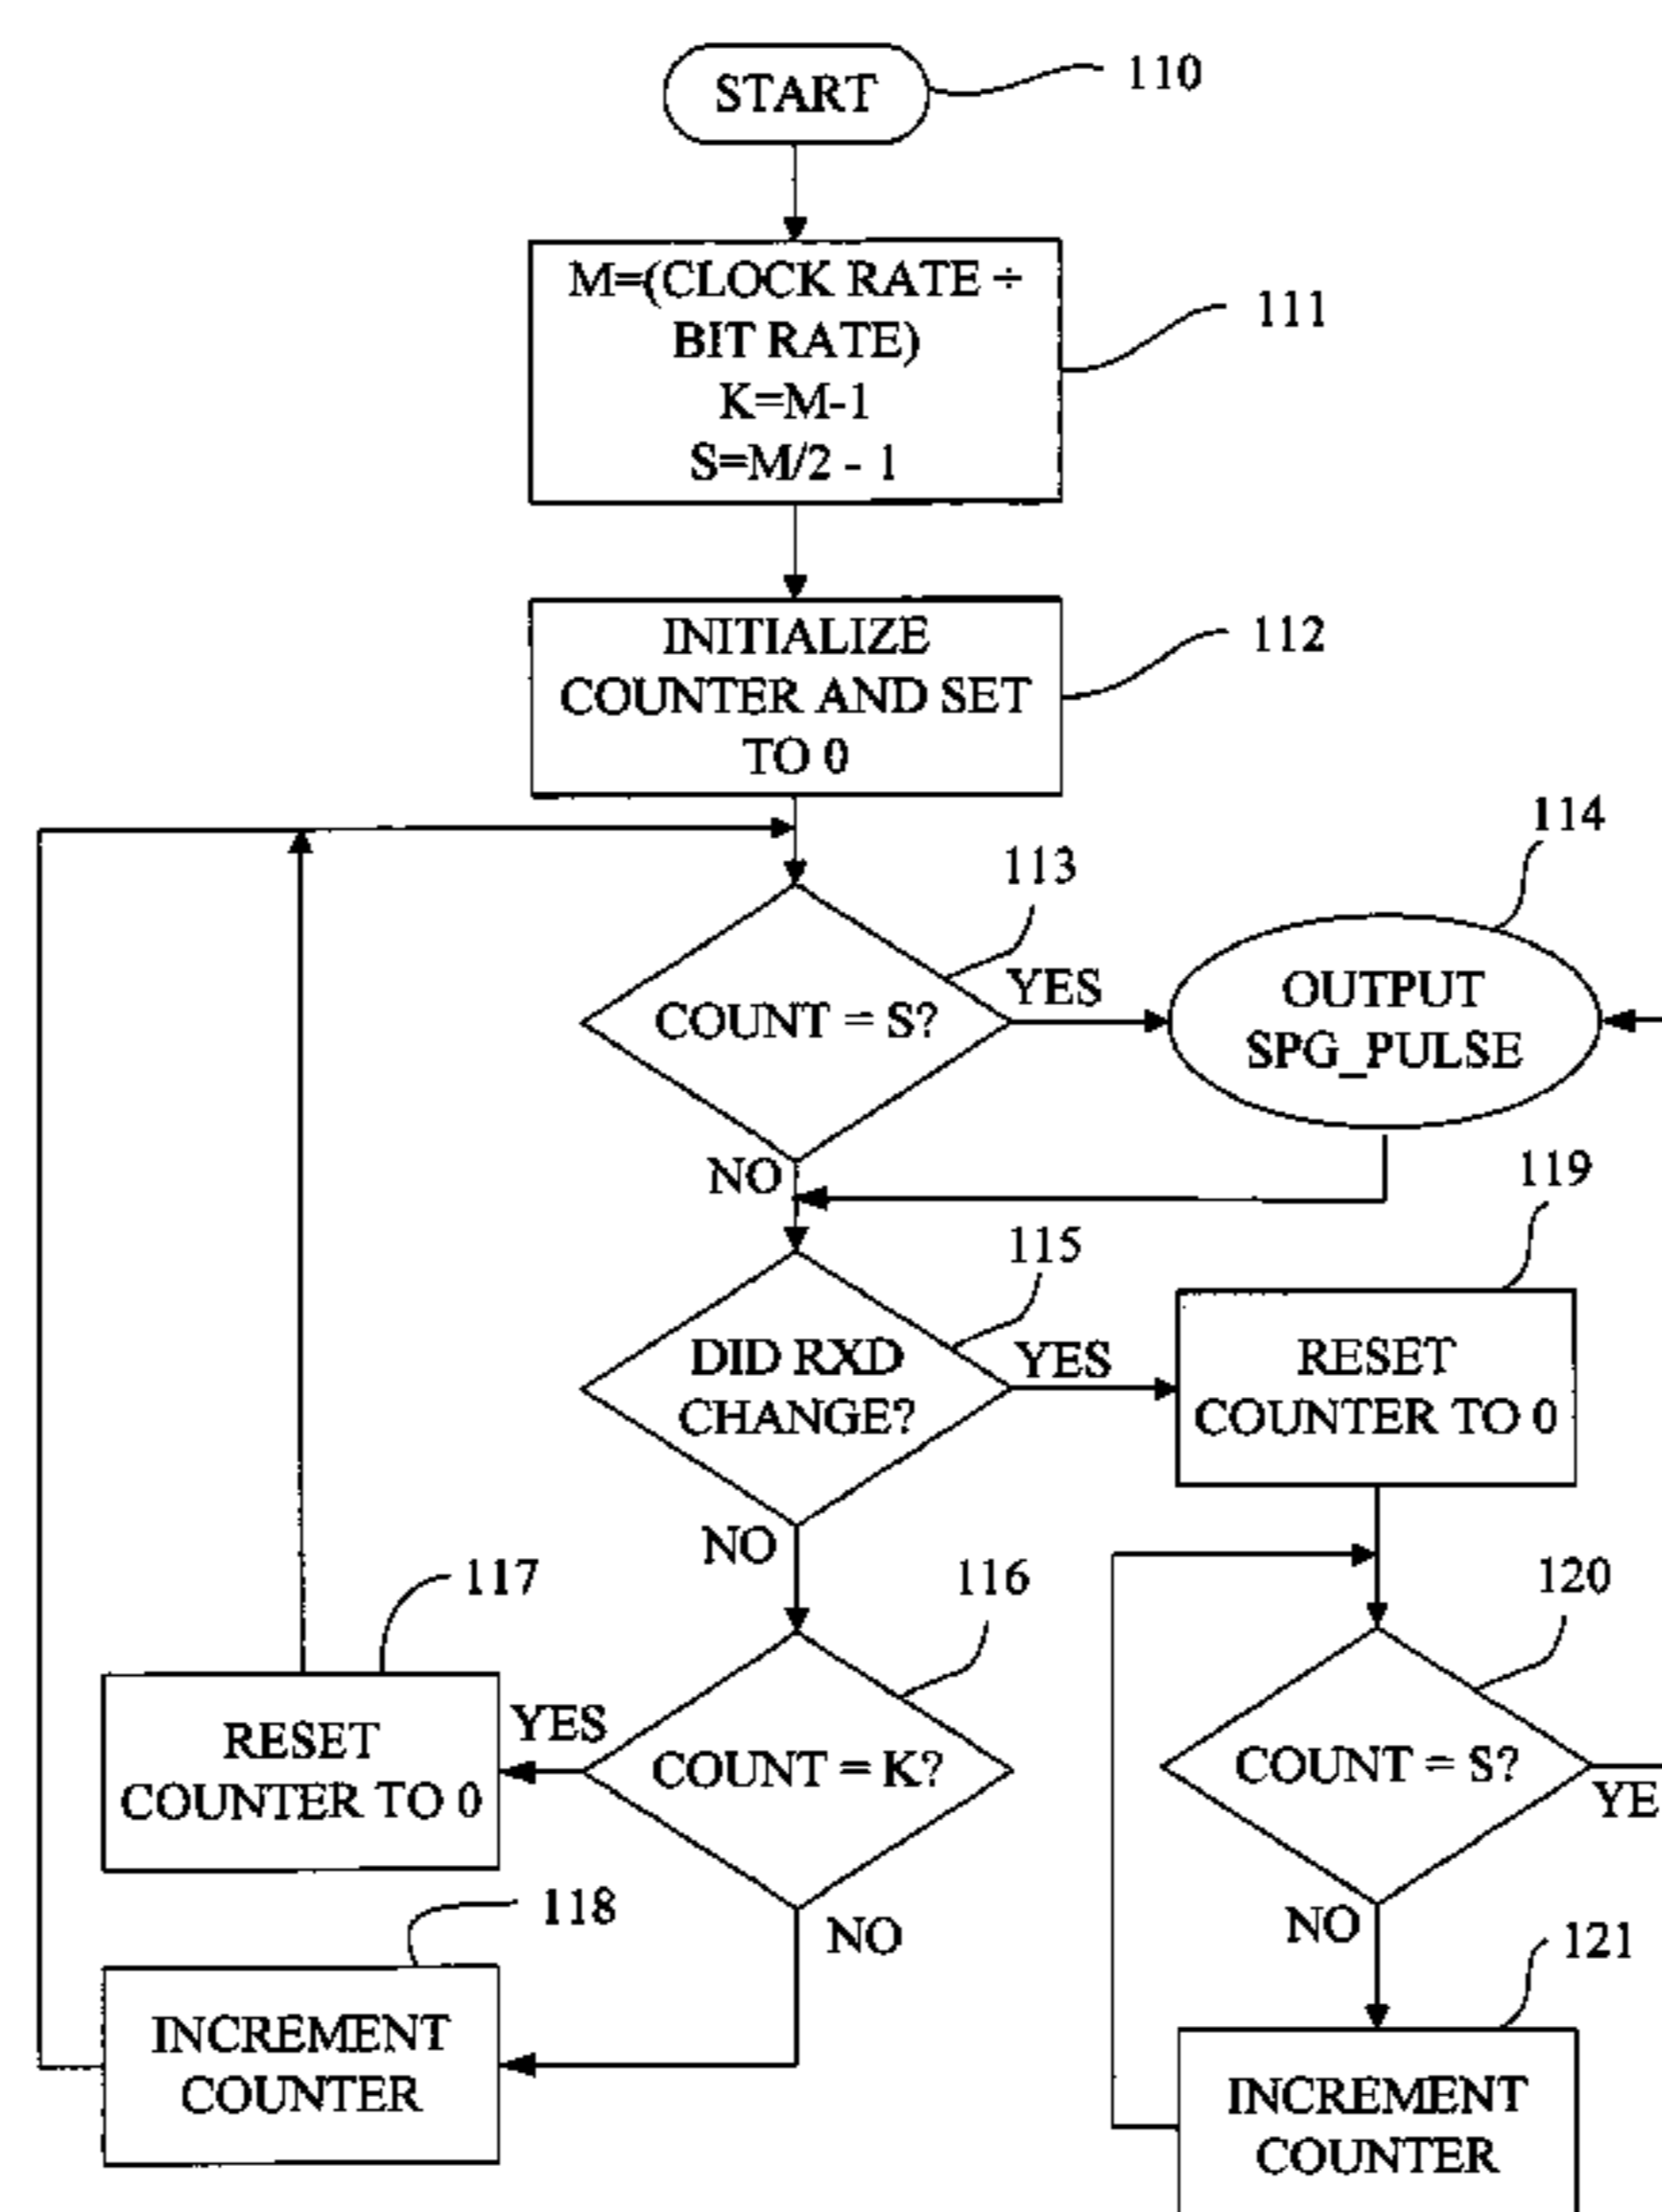 START
110
M=(CLOCK RATE ÷
BIT RATE)
K=M-1
S=M/2 - 1
111
INITIALIZE
COUNTER AND SET
TO 0
112
113
COUNT = S?
YES
NO
114
OUTPUT
SPG_PULSE
115
DID RXD
CHANGE?
YES
NO
119
RESET
COUNTER TO 0
116
COUNT = K?
YES
NO
117
RESET
COUNTER TO 0
118
INCREMENT
COUNTER
120
COUNT = S?
YE
NO
121
INCREMENT
COUNTER